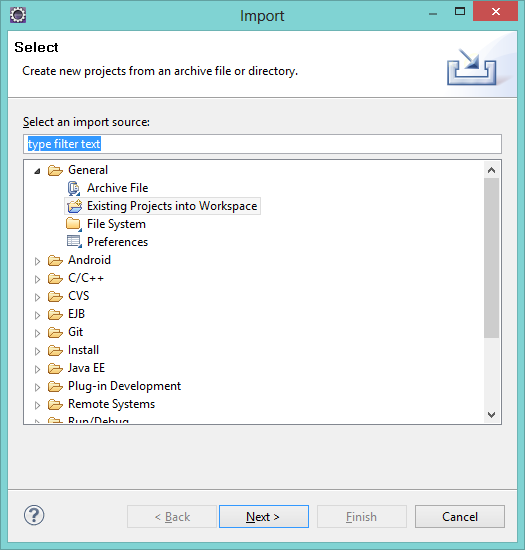 Import
Select
Create new projects from an archive file or directory.
Select an import source:
type filter text
General
Archive File
Existing Projects into Workspace
File System
Preferences
Android
C/C++
CVS
EJB
Git
Install
Java EE
Plug-in Development
Remote Systems
Run/Debug
? < Back Next > Finish Cancel